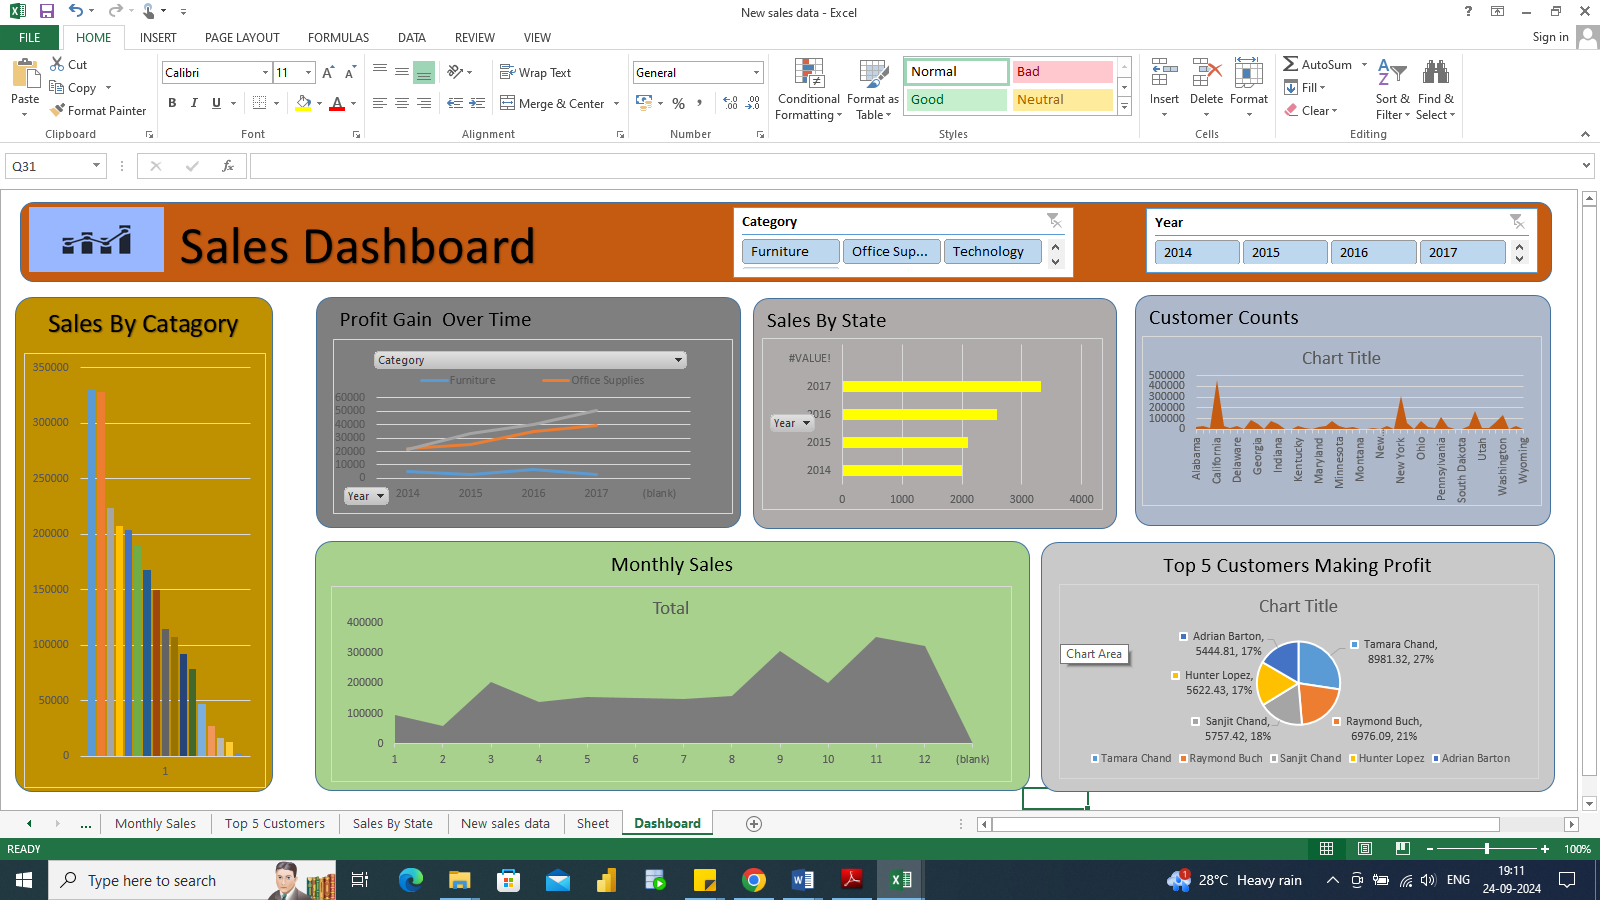 New sales data - Excel
?
FILE
HOME
INSERT
PAGE LAYOUT
FORMULAS
DATA
REVIEW
VIEW
Sign in
Paste
Cut
Copy
Format Painter
Clipboard
Calibri
11
B I U
Font
Wrap Text
Merge & Center
Alignment
General
%
Number
Conditional Formatting
Format as Table
Normal
Bad
Good
Neutral
Styles
Insert
Delete
Format
Cells
AutoSum
Fill
Clear
Sort & Filter
Find & Select
Editing
Q31
fx
Sales Dashboard
Category
Furniture
Office Sup...
Technology
Year
2014
2015
2016
2017
Sales By Catagory
350000
300000
250000
200000
150000
100000
50000
0
1
Profit Gain Over Time
Category
Furniture
Office Supplies
60000
50000
40000
30000
20000
10000
0
Year
2014
2015
2016
2017
(blank)
Sales By State
#VALUE!
2017
2016
Year
2015
2014
0
1000
2000
3000
4000
Customer Counts
Chart Title
500000
400000
300000
200000
100000
0
Alabama
California
Delaware
Georgia
Indiana
Kentucky
Maryland
Minnesota
Montana
New...
New York
Ohio
Pennsylvania
South Dakota
Utah
Washington
Wyoming
Monthly Sales
Total
400000
300000
200000
100000
0
1
2
3
4
5
6
7
8
9
10
11
12
(blank)
Top 5 Customers Making Profit
Chart Title
Chart Area
Adrian Barton,
5444.81, 17%
Tamara Chand,
8981.32, 27%
Hunter Lopez,
5622.43, 17%
Sanjit Chand,
5757.42, 18%
Raymond Buch,
6976.09, 21%
Tamara Chand
Raymond Buch
Sanjit Chand
Hunter Lopez
Adrian Barton
...
Monthly Sales
Top 5 Customers
Sales By State
New sales data
Sheet
Dashboard
READY
100%
Type here to search
1
28°C Heavy rain
ENG
19:11
24-09-2024